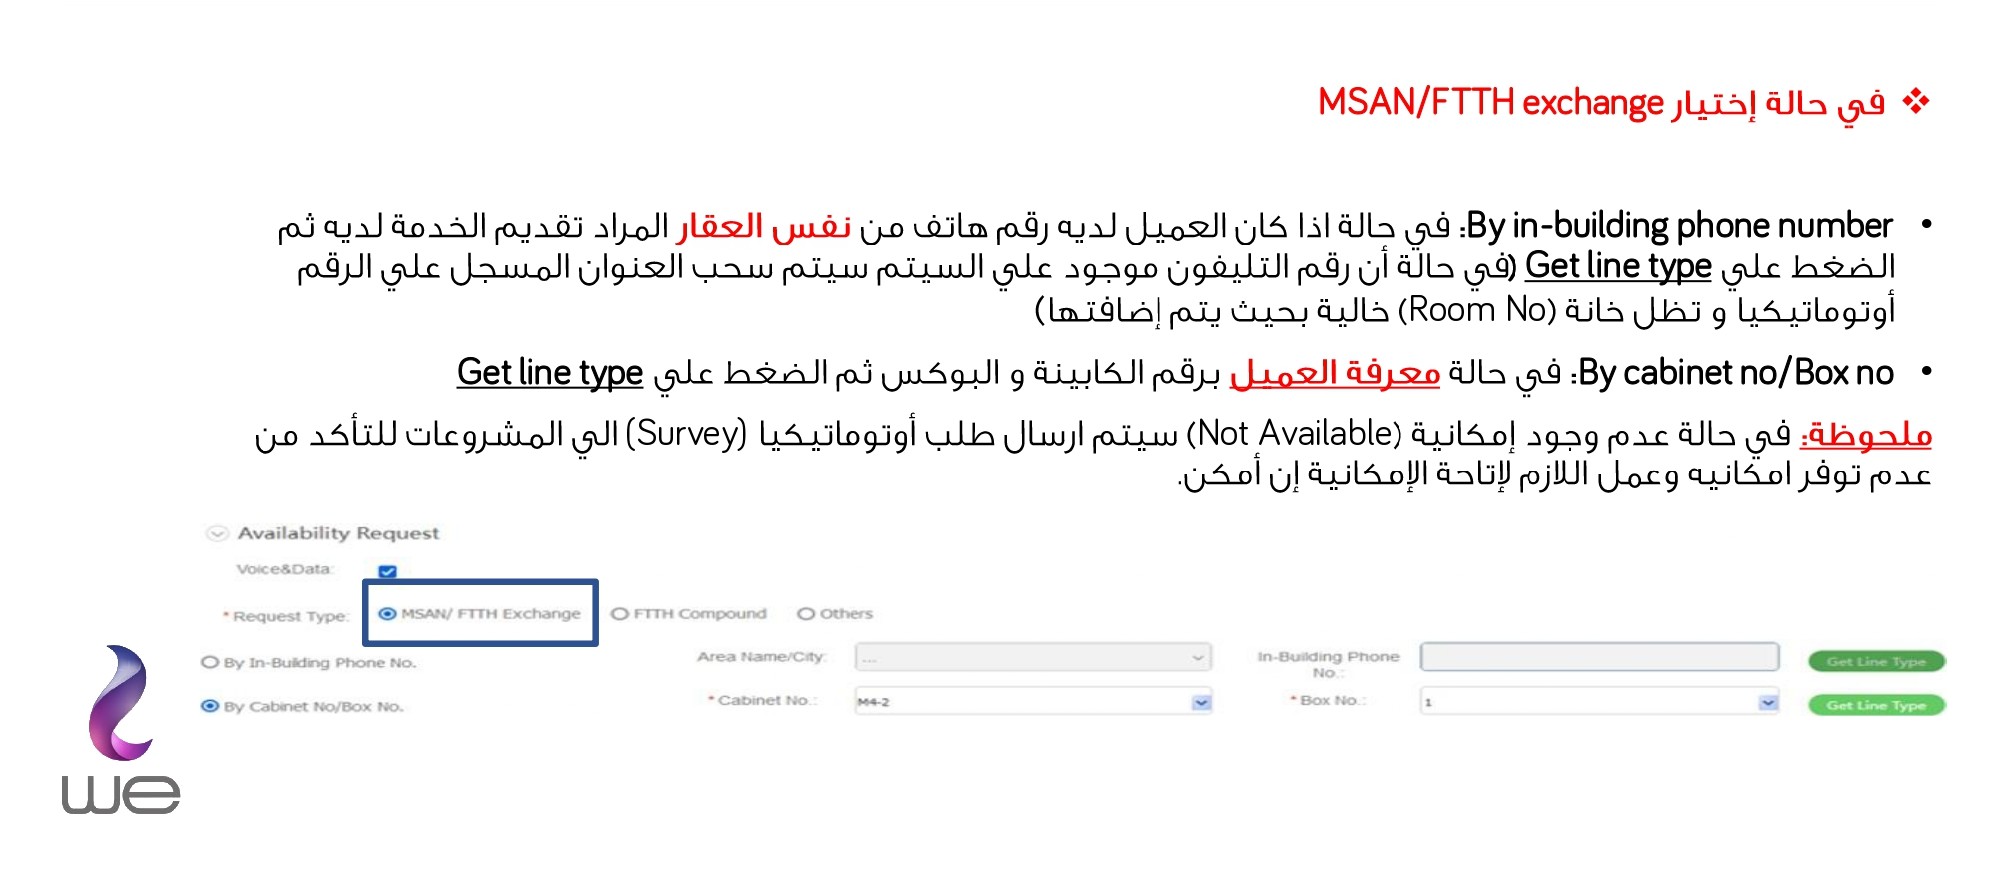 ❖ في حالة إختيار MSAN/FTTH exchange
• By in-building phone number: في حالة اذا كان العميل لديه رقم هاتف من نفس العقار المراد تقديم الخدمة لديه ثم
الضغط علي Get line type (في حالة أن رقم التليفون موجود علي السيتم سيتم سحب العنوان المسجل علي الرقم
أوتوماتيكيا و تظل خانة (Room No) خالية بحيث يتم إضافتها)
• By cabinet no/Box no: في حالة معرفة العميل برقم الكابينة و البوكس ثم الضغط علي Get line type
ملحوظة: في حالة عدم وجود إمكانية (Not Available) سيتم ارسال طلب أوتوماتيكيا (Survey) الي المشروعات للتأكد من
عدم توفر امكانيه وعمل اللازم لإتاحة الإمكانية إن أمكن.
Availability Request
Voice&Data:
*Request Type: MSAN/ FTTH Exchange FTTH Compound Others
By In-Building Phone No. Area Name/City: ... In-Building Phone No.: Get Line Type
By Cabinet No/Box No. *Cabinet No.: M4-2 *Box No.: 1 Get Line Type
we